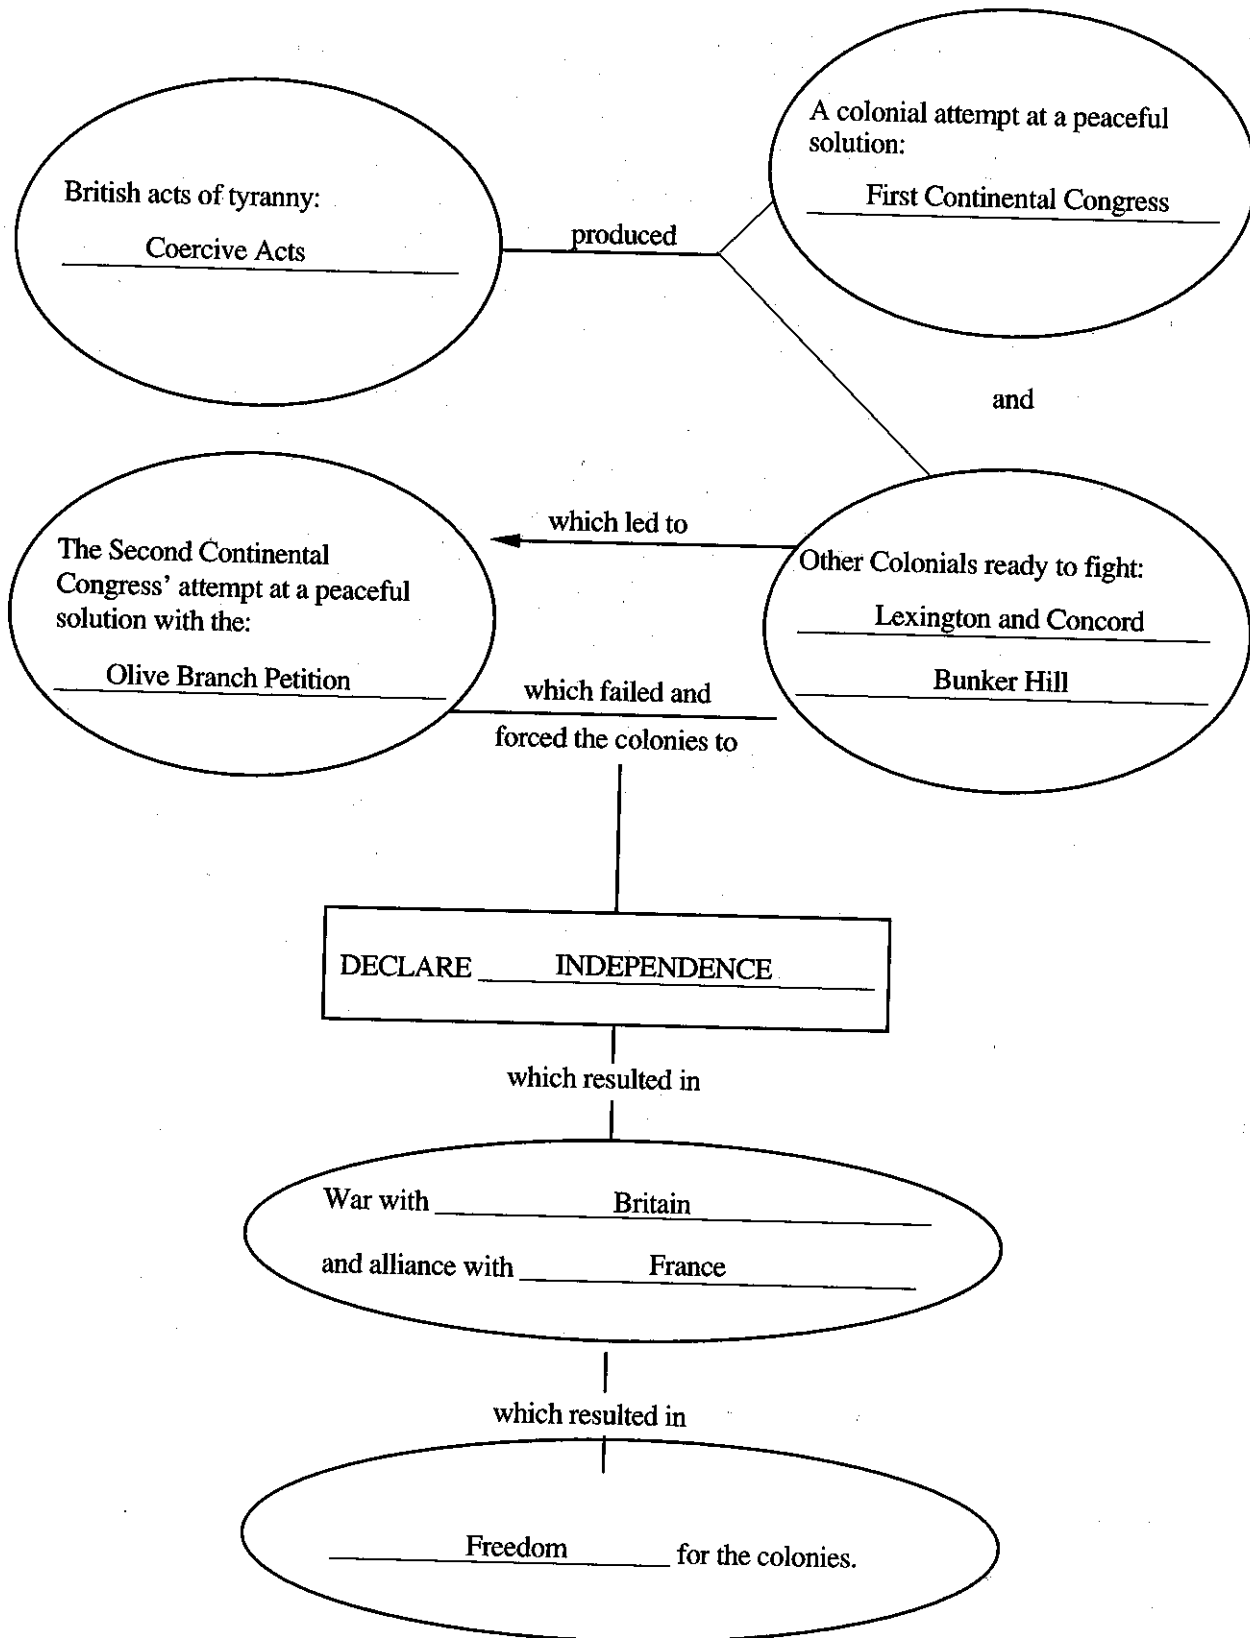 British acts of tyranny:
Coercive Acts
produced
A colonial attempt at a peaceful
solution:
First Continental Congress
and
Other Colonials ready to fight:
Lexington and Concord
Bunker Hill
which led to
The Second Continental
Congress’ attempt at a peaceful
solution with the:
Olive Branch Petition
which failed and
forced the colonies to
DECLARE INDEPENDENCE
which resulted in
War with Britain
and alliance with France
which resulted in
Freedom for the colonies.